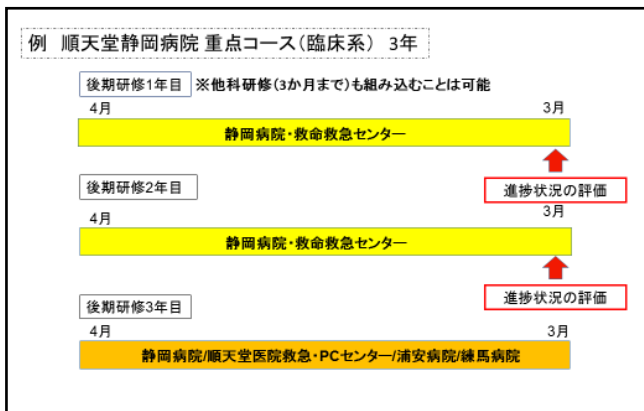 例　順天堂静岡病院 重点コース(臨床系)　3年
後期研修1年目　※他科研修(3か月まで)も組み込むことは可能
4月　3月
静岡病院・救命救急センター
進捗状況の評価
後期研修2年目
4月　3月
静岡病院・救命救急センター
進捗状況の評価
後期研修3年目
4月　3月
静岡病院/順天堂医院救急・PCセンター/浦安病院/練馬病院